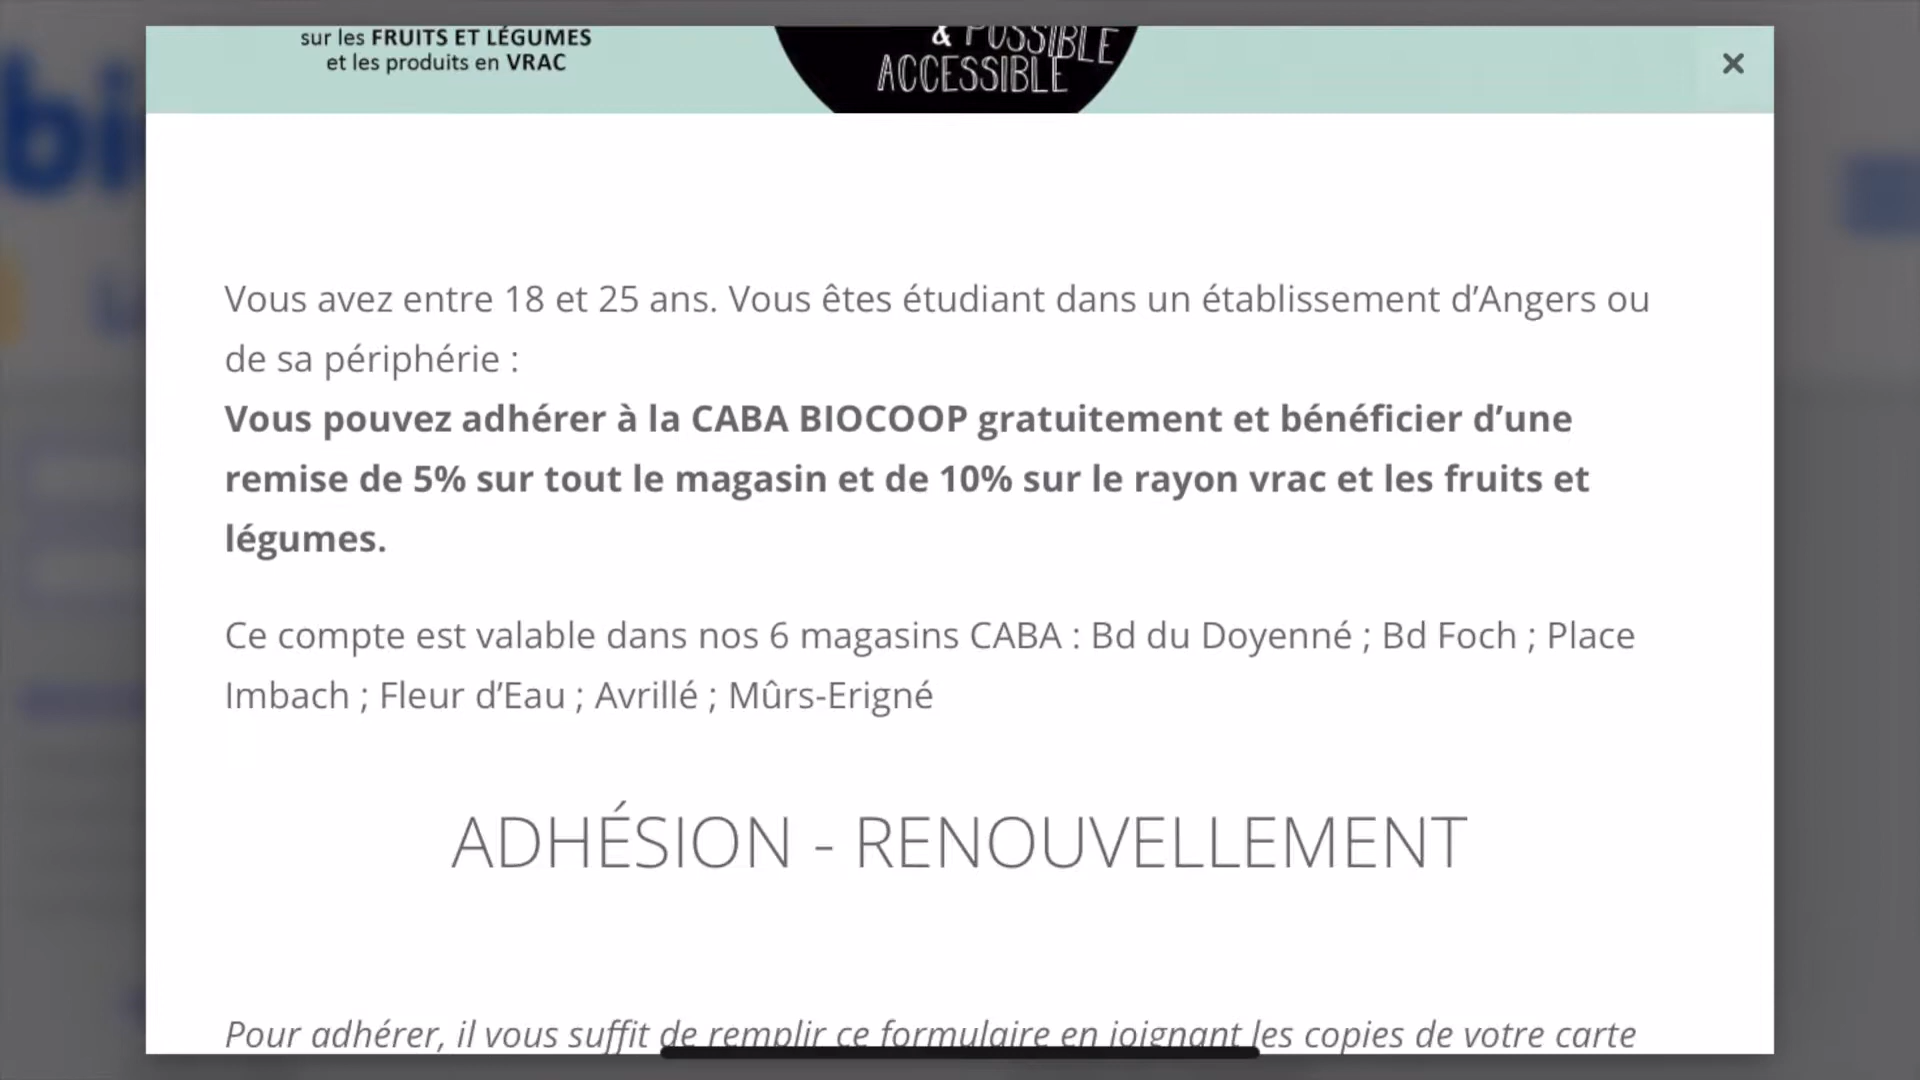 sur les FRUITS ET LÉGUMES
et les produits en VRAC
& POSSIBLE
ACCESSIBLE
×
bi
Vous avez entre 18 et 25 ans. Vous êtes étudiant dans un établissement d’Angers ou
de sa périphérie :
Vous pouvez adhérer à la CABA BIOCOOP gratuitement et bénéficier d’une
remise de 5% sur tout le magasin et de 10% sur le rayon vrac et les fruits et
légumes.
Ce compte est valable dans nos 6 magasins CABA : Bd du Doyenné ; Bd Foch ; Place
Imbach ; Fleur d’Eau ; Avrillé ; Mûrs-Erigné
ADHÉSION - RENOUVELLEMENT
Pour adhérer, il vous suffit de remplir ce formulaire en joignant les copies de votre carte